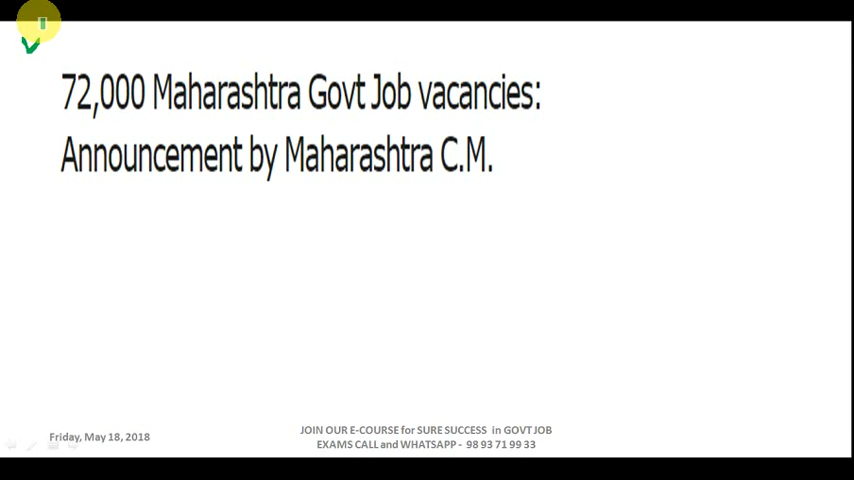 72,000 Maharashtra Govt Job vacancies:
Announcement by Maharashtra C.M.
Friday, May 18, 2018
JOIN OUR E-COURSE for SURE SUCCESS in GOVT JOB
EXAMS CALL and WHATSAPP - 98 93 71 99 33